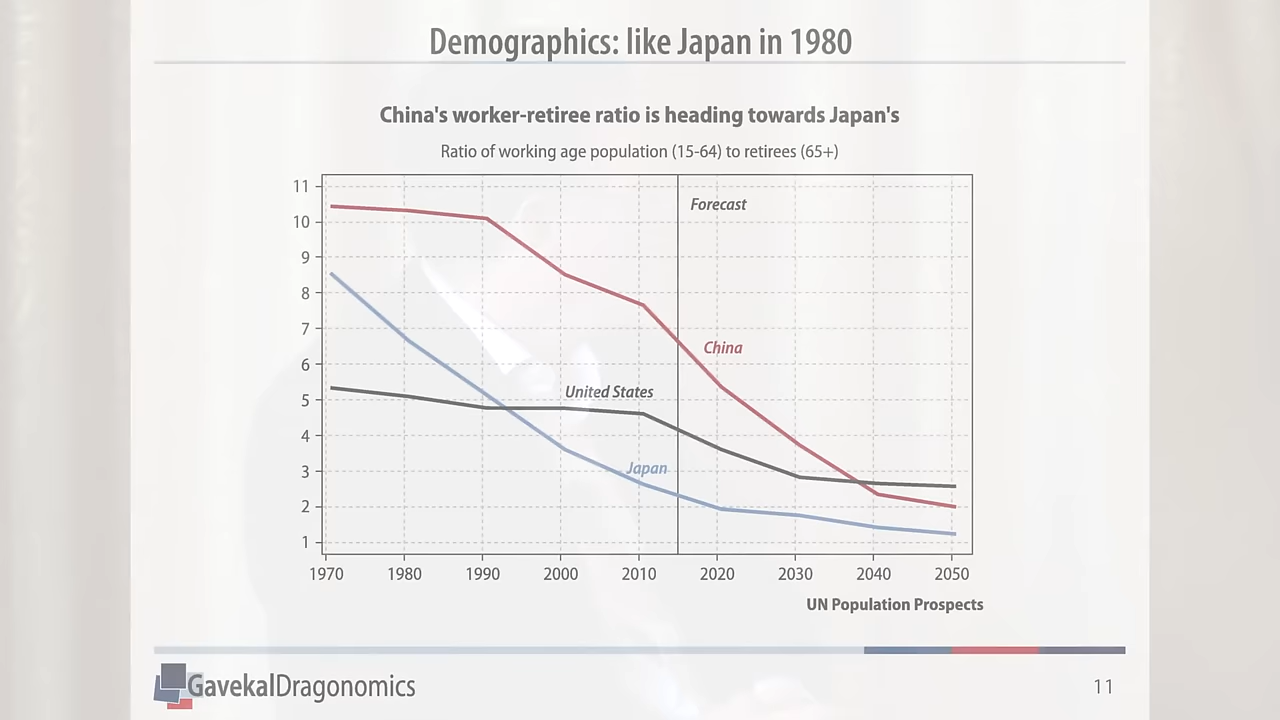 Demographics: like Japan in 1980
China's worker-retiree ratio is heading towards Japan's
Ratio of working age population (15-64) to retirees (65+)
11
10
9
8
7
6
5
4
3
2
1
Forecast
China
United States
Japan
1970 1980 1990 2000 2010 2020 2030 2040 2050
UN Population Prospects
GavekalDragonomics
11